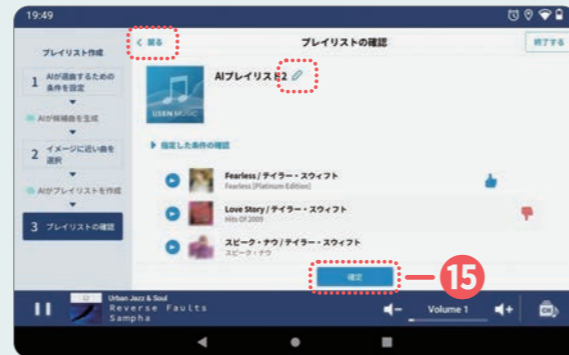 19:49
プレイリスト作成
戻る
プレイリストの確認
終了する
1 AIが選曲するための
条件を設定
AIが候補曲を生成
2 イメージに近い曲を
選択
AIがプレイリストを作成
3 プレイリストの確認
USEN MUSIC
AIプレイリスト2
指定した条件の確認
Fearless / テイラー・スウィフト
Fearless [Platinum Edition]
Love Story / テイラー・スウィフト
Hits Of 2009
スピーク・ナウ / テイラー・スウィフト
スピーク・ナウ
確定
15
12
Urban Jazz & Soul
Reverse Faults
Sampha
Volume 1
CH